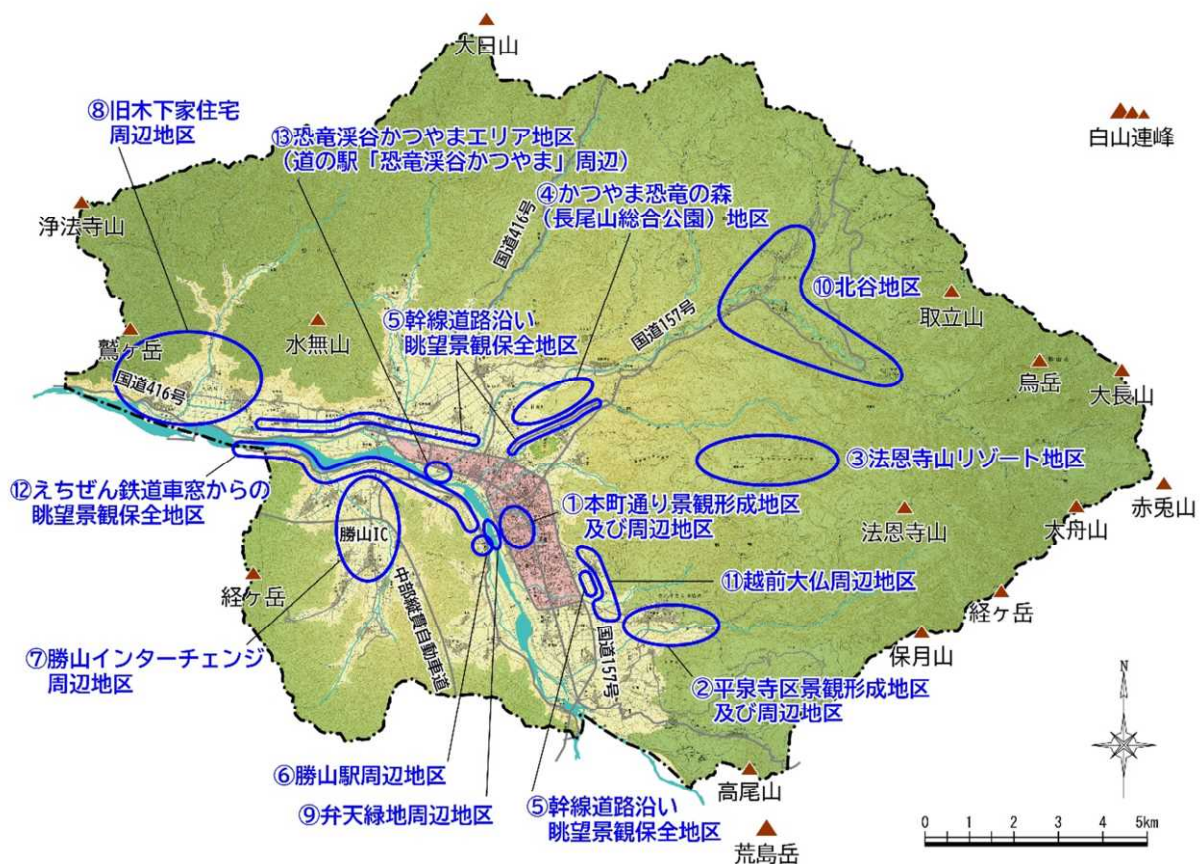 大日山
白山連峰
⑧旧木下家住宅
周辺地区
⑬恐竜渓谷かつやまエリア地区
（道の駅「恐竜渓谷かつやま」周辺）
④かつやま恐竜の森
（長尾山総合公園）地区
浄法寺山
国道416号
国道157号
⑩北谷地区
取立山
⑤幹線道路沿い
眺望景観保全地区
水無山
鷲ヶ岳
国道416号
烏岳
大長山
③法恩寺山リゾート地区
赤兎山
⑫えちぜん鉄道車窓からの
眺望景観保全地区
①本町通り景観形成地区
及び周辺地区
法恩寺山
大舟山
勝山IC
⑪越前大仏周辺地区
経ヶ岳
経ヶ岳
中部縦貫自動車道
国道157号
保月山
⑦勝山インターチェンジ
周辺地区
②平泉寺区景観形成地区
及び周辺地区
N
⑥勝山駅周辺地区
⑨弁天緑地周辺地区
⑤幹線道路沿い
眺望景観保全地区
高尾山
荒島岳
0 1 2 3 4 5km